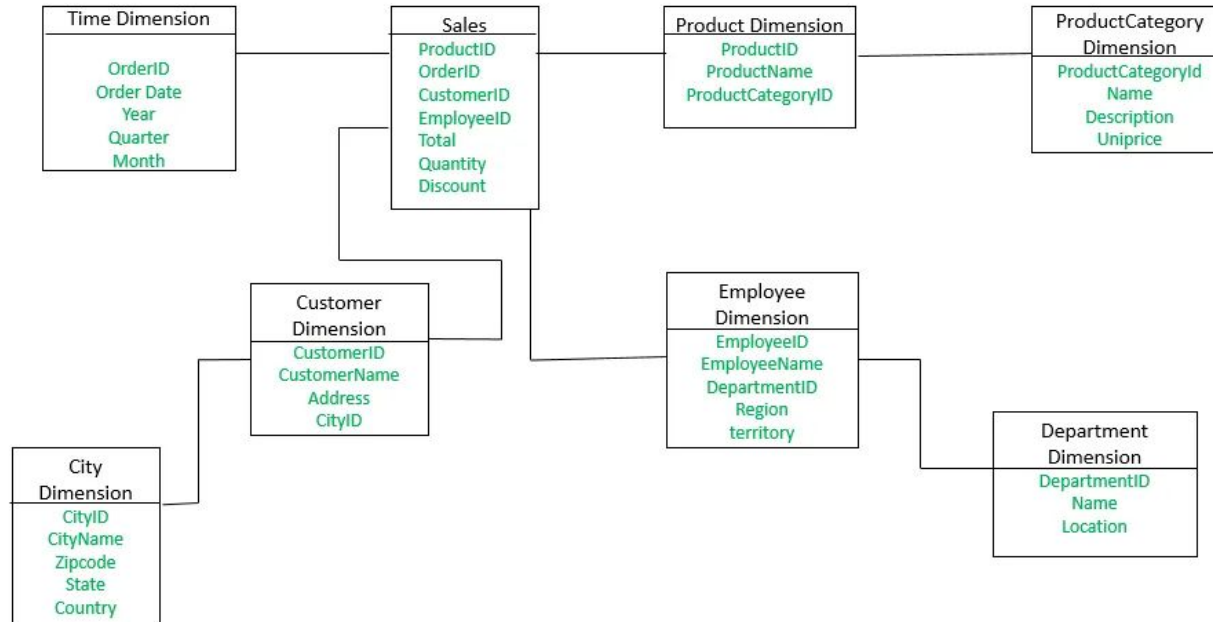 Time Dimension
OrderID
Order Date
Year
Quarter
Month
Sales
ProductID
OrderID
CustomerID
EmployeeID
Total
Quantity
Discount
Product Dimension
ProductID
ProductName
ProductCategoryID
ProductCategory
Dimension
ProductCategoryId
Name
Description
Uniprice
Customer
Dimension
CustomerID
CustomerName
Address
CityID
Employee
Dimension
EmployeeID
EmployeeName
DepartmentID
Region
territory
City
Dimension
CityID
CityName
Zipcode
State
Country
Department
Dimension
DepartmentID
Name
Location